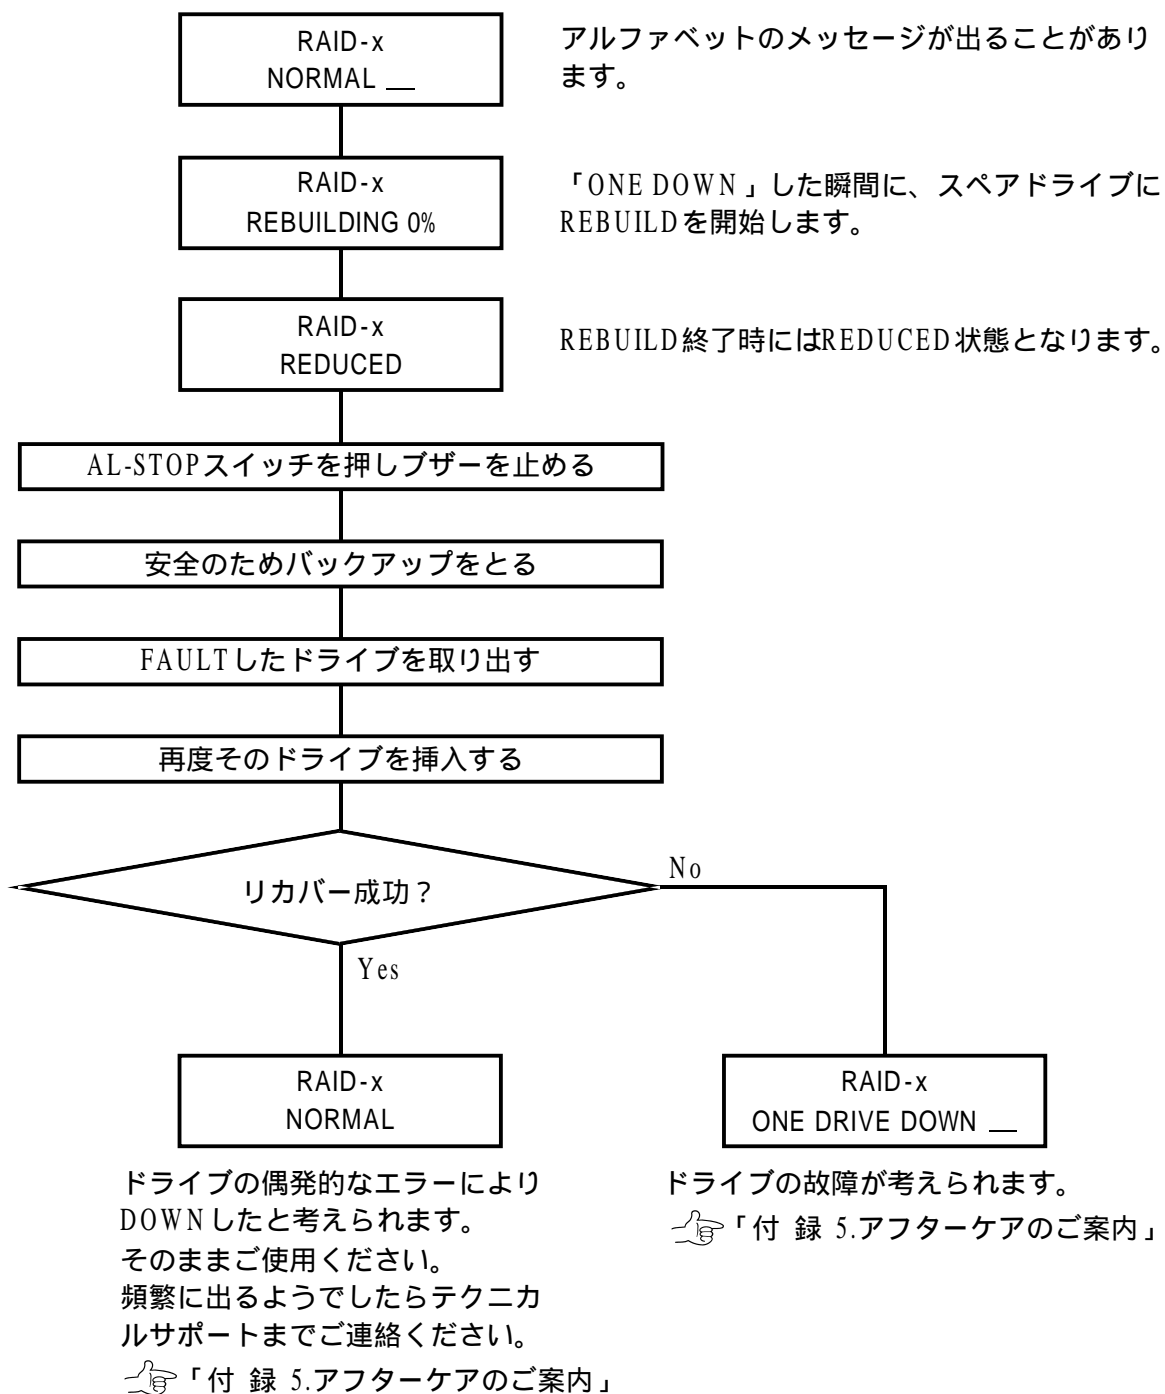 RAID-x
NORMAL __
アルファベットのメッセージが出ることがあり
ます。
RAID-x
REBUILDING 0%
「ONE DOWN」した瞬間に、スペアドライブに
REBUILDを開始します。
RAID-x
REDUCED
REBUILD終了時にはREDUCED状態となります。
AL-STOPスイッチを押しブザーを止める
安全のためバックアップをとる
FAULTしたドライブを取り出す
再度そのドライブを挿入する
リカバー成功？
No
Yes
RAID-x
NORMAL
ドライブの偶発的なエラーにより
DOWNしたと考えられます。
そのままご使用ください。
頻繁に出るようでしたらテクニカ
ルサポートまでご連絡ください。
「付 録 5.アフターケアのご案内」
RAID-x
ONE DRIVE DOWN __
ドライブの故障が考えられます。
「付 録 5.アフターケアのご案内」